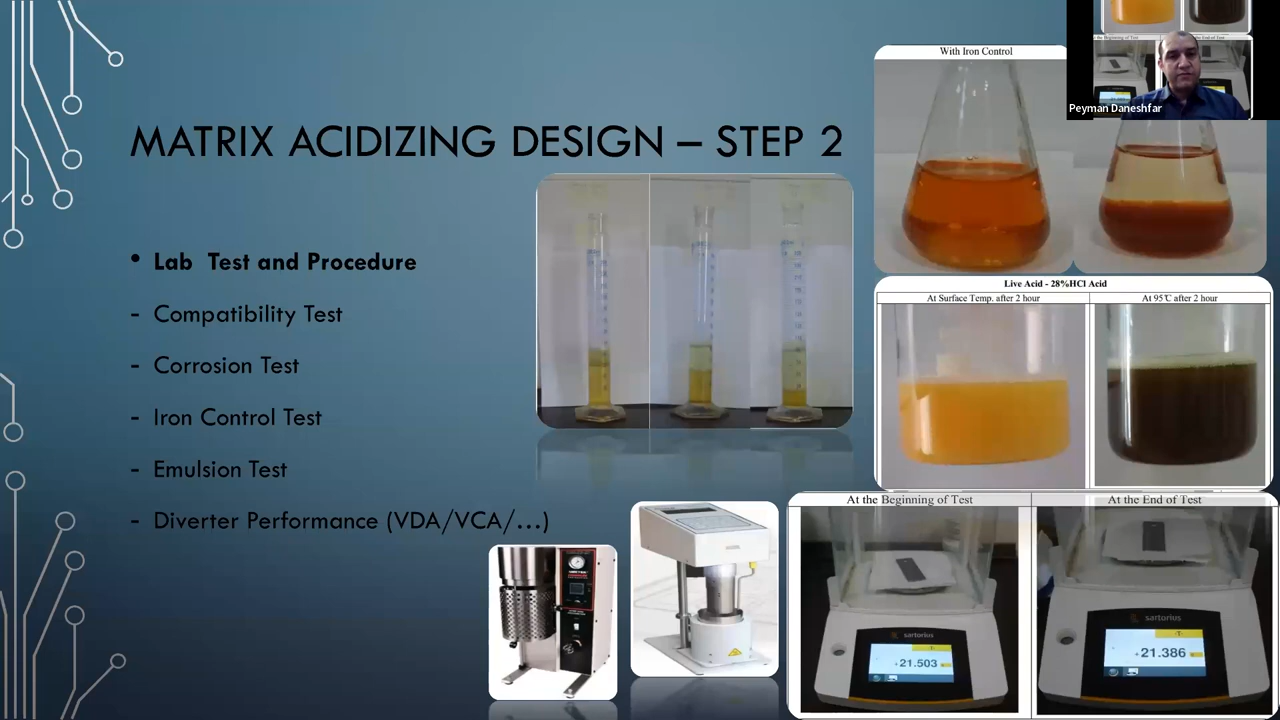 MATRIX ACIDIZING DESIGN – STEP 2
• Lab Test and Procedure
- Compatibility Test
- Corrosion Test
- Iron Control Test
- Emulsion Test
- Diverter Performance (VDA/VCA/...)
With Iron Control
Peyman Daneshfar
Live Acid - 28%HCl Acid
At Surface Temp. after 2 hour
At 95℃ after 2 hour
At the Beginning of Test
At the End of Test
sartorius
+21.503
sartorius
+21.386